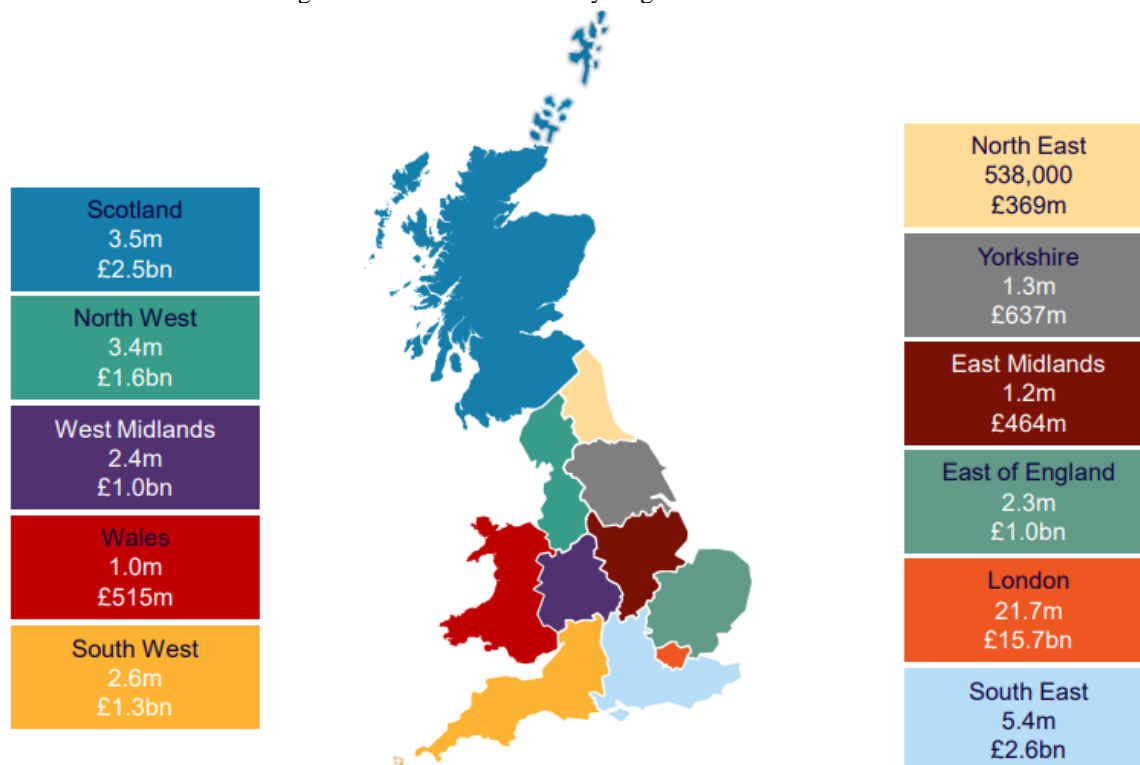 Scotland
3.5m
£2.5bn
North West
3.4m
£1.6bn
West Midlands
2.4m
£1.0bn
Wales
1.0m
£515m
South West
2.6m
£1.3bn
North East
538,000
£369m
Yorkshire
1.3m
£637m
East Midlands
1.2m
£464m
East of England
2.3m
£1.0bn
London
21.7m
£15.7bn
South East
5.4m
£2.6bn